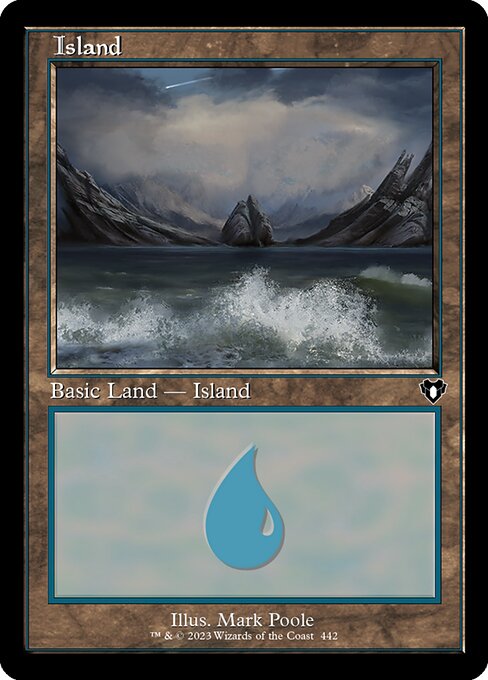 Island
Basic Land — Island
Illus. Mark Poole
™ & © 2023 Wizards of the Coast 442